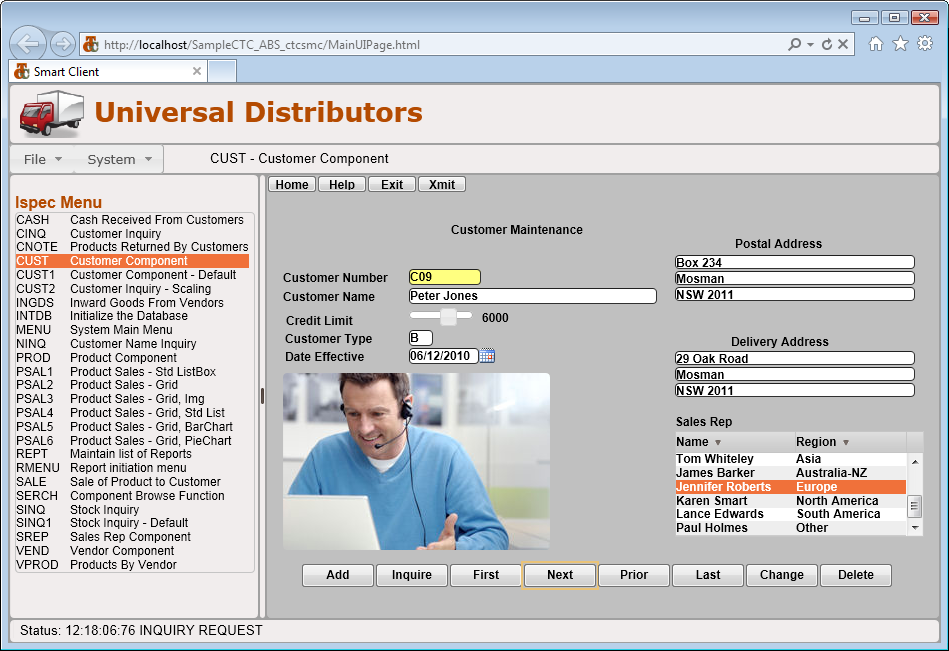 http://localhost/SampleCTC_ABS_ctcsmc/MainUIPage.html
Smart Client
Universal Distributors
File System CUST - Customer Component
Ispec Menu
CASH Cash Received From Customers
CINQ Customer Inquiry
CNOTE Products Returned By Customers
CUST Customer Component
CUST1 Customer Component - Default
CUST2 Customer Inquiry - Scaling
INGDS Inward Goods From Vendors
INTDB Initialize the Database
MENU System Main Menu
NINQ Customer Name Inquiry
PROD Product Component
PSAL1 Product Sales - Std ListBox
PSAL2 Product Sales - Grid
PSAL3 Product Sales - Grid, Img
PSAL4 Product Sales - Grid, Std List
PSAL5 Product Sales - Grid, BarChart
PSAL6 Product Sales - Grid, PieChart
REPT Maintain list of Reports
RMENU Report initiation menu
SALE Sale of Product to Customer
SERCH Component Browse Function
SINQ Stock Inquiry
SINQ1 Stock Inquiry - Default
SREP Sales Rep Component
VEND Vendor Component
VPROD Products By Vendor
Home Help Exit Xmit
Customer Maintenance
Customer Number C09
Customer Name Peter Jones
Credit Limit 6000
Customer Type B
Date Effective 06/12/2010
Postal Address
Box 234
Mosman
NSW 2011
Delivery Address
29 Oak Road
Mosman
NSW 2011
Sales Rep
Name Region
Tom Whiteley Asia
James Barker Australia-NZ
Jennifer Roberts Europe
Karen Smart North America
Lance Edwards South America
Paul Holmes Other
Add Inquire First Next Prior Last Change Delete
Status: 12:18:06:76 INQUIRY REQUEST